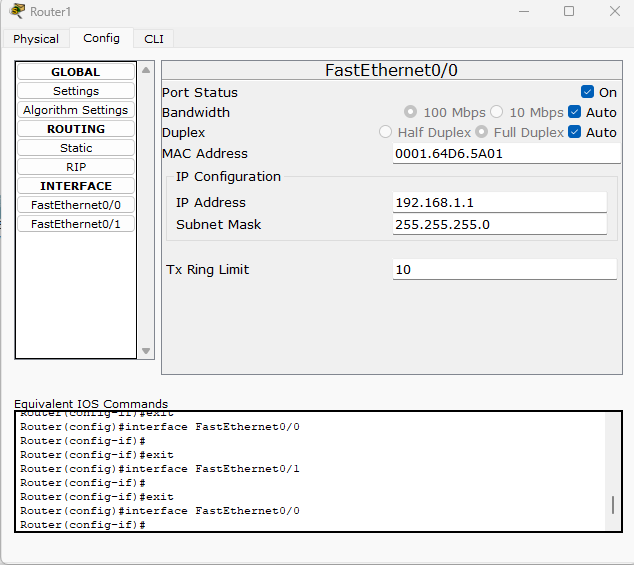 Router1
Physical Config CLI
GLOBAL
Settings
Algorithm Settings
ROUTING
Static
RIP
INTERFACE
FastEthernet0/0
FastEthernet0/1
FastEthernet0/0
Port Status On
Bandwidth 100 Mbps 10 Mbps Auto
Duplex Half Duplex Full Duplex Auto
MAC Address 0001.64D6.5A01
IP Configuration
IP Address 192.168.1.1
Subnet Mask 255.255.255.0
Tx Ring Limit 10
Equivalent IOS Commands
Router(config-if)#exit
Router(config)#interface FastEthernet0/0
Router(config-if)#
Router(config-if)#exit
Router(config)#interface FastEthernet0/1
Router(config-if)#
Router(config-if)#exit
Router(config)#interface FastEthernet0/0
Router(config-if)#